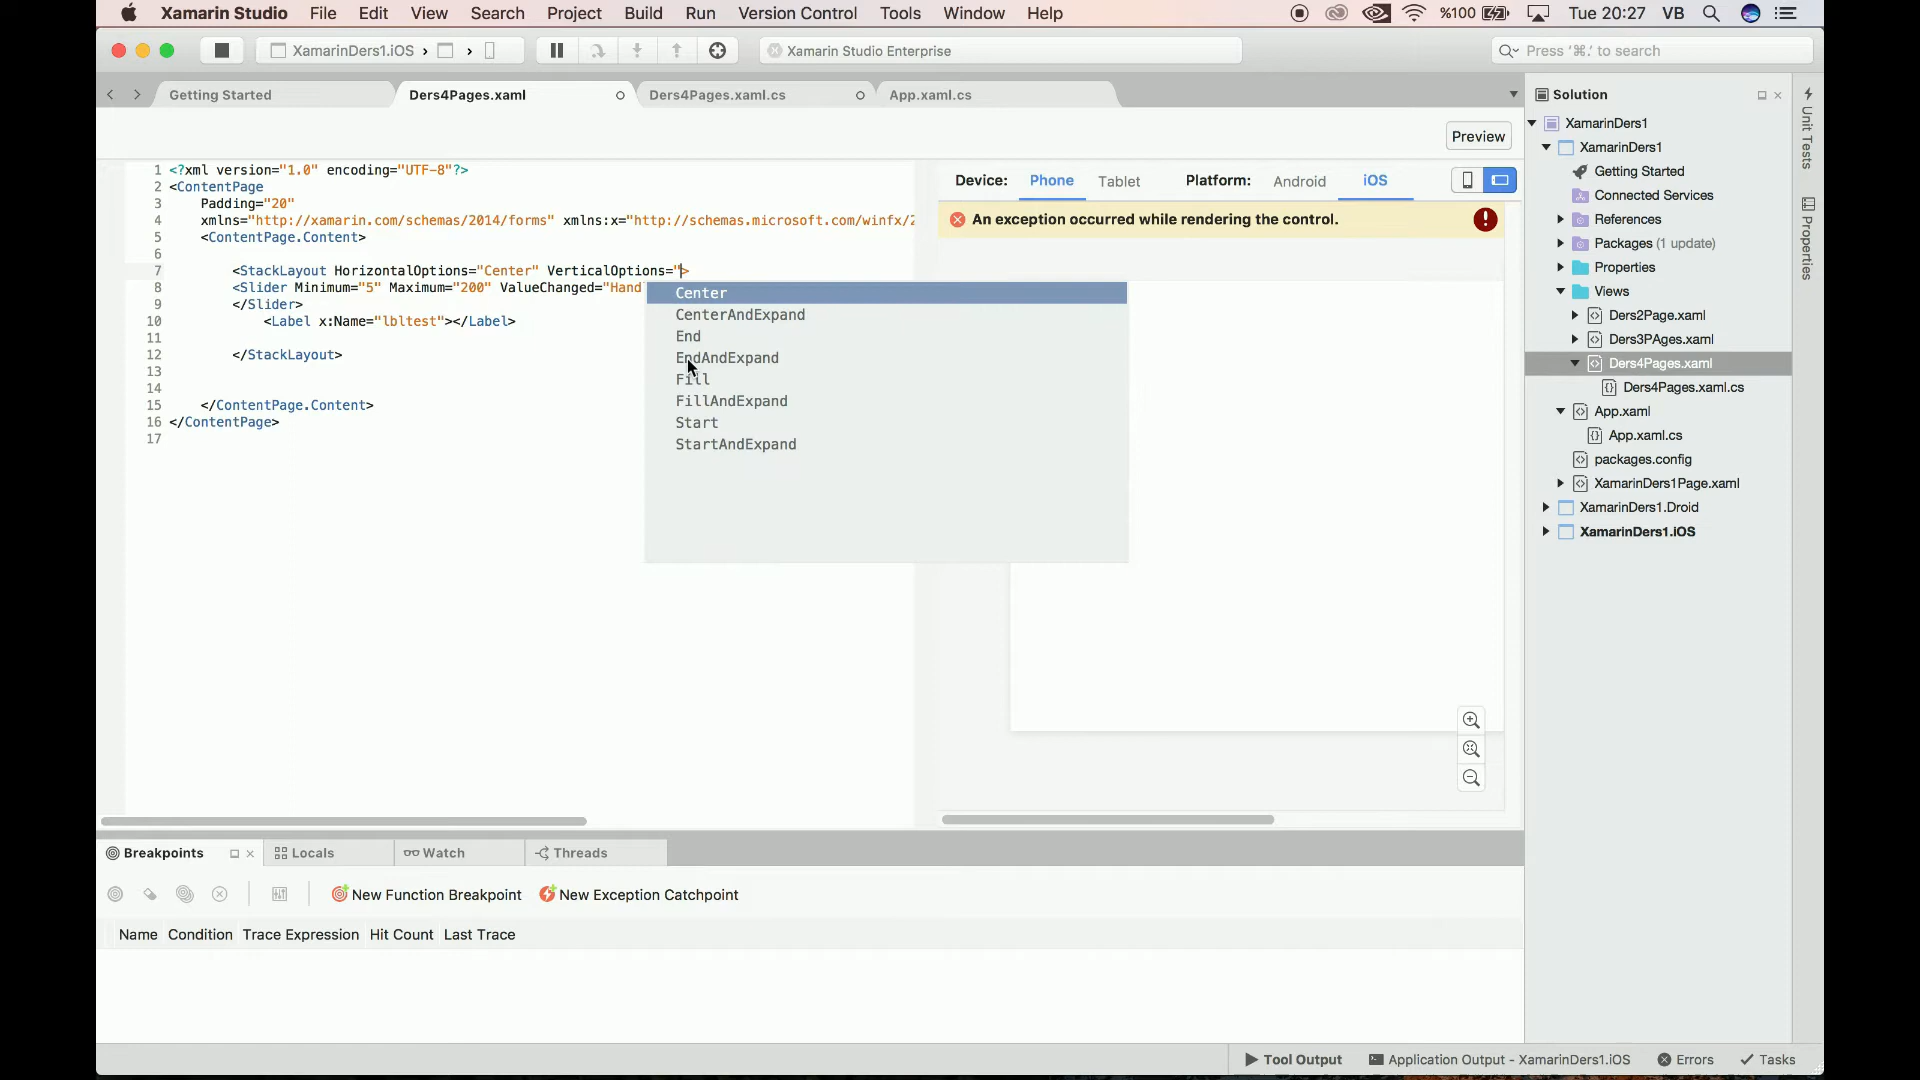 Xamarin Studio File Edit View Search Project Build Run Version Control Tools Window Help %100 Tue 20:27 VB
XamarinDers1.iOS › › Xamarin Studio Enterprise Press ‘⌘.’ to search
Getting Started Ders4Pages.xaml Ders4Pages.xaml.cs App.xaml.cs
Preview
Device: Phone Tablet Platform: Android iOS
An exception occurred while rendering the control.
1 <?xml version="1.0" encoding="UTF-8"?>
2 <ContentPage
3 Padding="20"
4 xmlns="http://xamarin.com/schemas/2014/forms" xmlns:x="http://schemas.microsoft.com/winfx/2
5 <ContentPage.Content>
6
7 <StackLayout HorizontalOptions="Center" VerticalOptions=">
8 <Slider Minimum="5" Maximum="200" ValueChanged="Hand
9 </Slider>
10 <Label x:Name="lbltest"></Label>
11
12 </StackLayout>
13
14
15 </ContentPage.Content>
16 </ContentPage>
17
Center
CenterAndExpand
End
EndAndExpand
Fill
FillAndExpand
Start
StartAndExpand
Solution
XamarinDers1
XamarinDers1
Getting Started
Connected Services
References
Packages (1 update)
Properties
Views
Ders2Page.xaml
Ders3PAges.xaml
Ders4Pages.xaml
Ders4Pages.xaml.cs
App.xaml
App.xaml.cs
packages.config
XamarinDers1Page.xaml
XamarinDers1.Droid
XamarinDers1.iOS
Unit Tests
Properties
Breakpoints Locals Watch Threads
New Function Breakpoint New Exception Catchpoint
Name Condition Trace Expression Hit Count Last Trace
Tool Output Application Output - XamarinDers1.iOS Errors Tasks